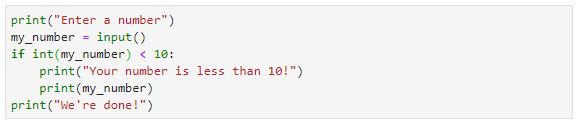 print("Enter a number")
my_number = input()
if int(my_number) < 10:
    print("Your number is less than 10!")
    print(my_number)
print("We're done!")